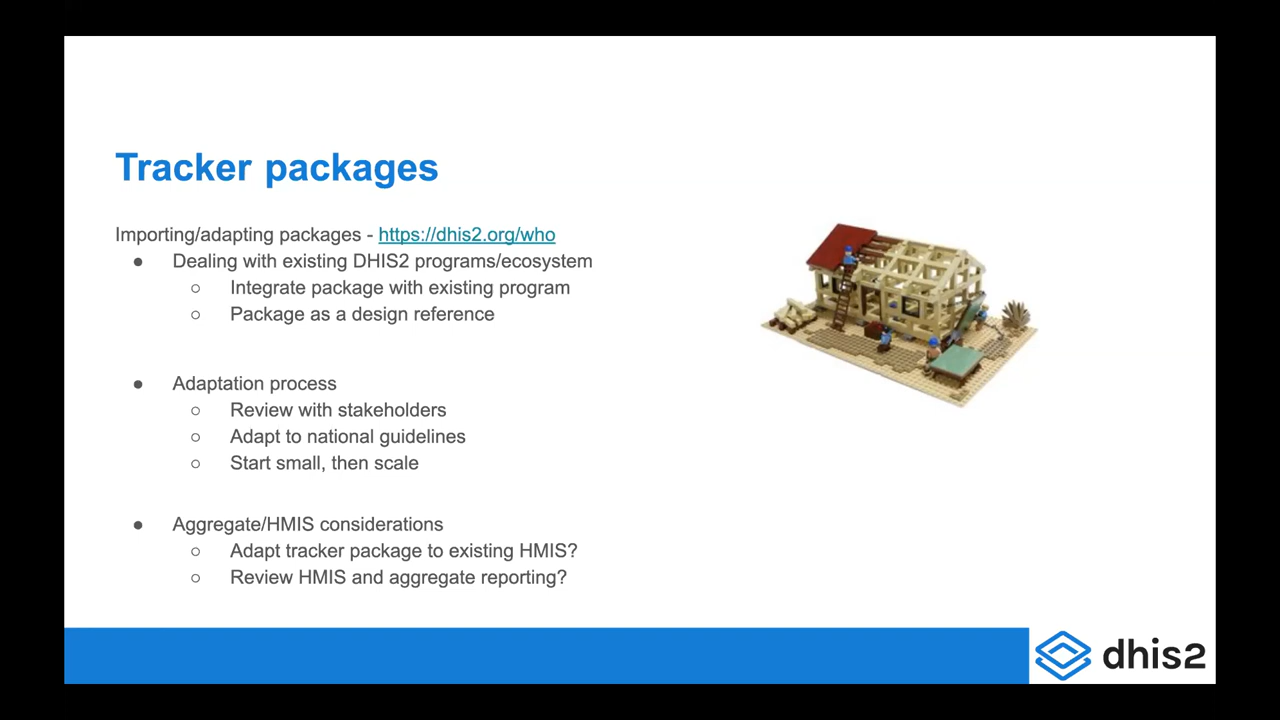 Tracker packages
Importing/adapting packages - https://dhis2.org/who
● Dealing with existing DHIS2 programs/ecosystem
○ Integrate package with existing program
○ Package as a design reference
● Adaptation process
○ Review with stakeholders
○ Adapt to national guidelines
○ Start small, then scale
● Aggregate/HMIS considerations
○ Adapt tracker package to existing HMIS?
○ Review HMIS and aggregate reporting?
dhis2